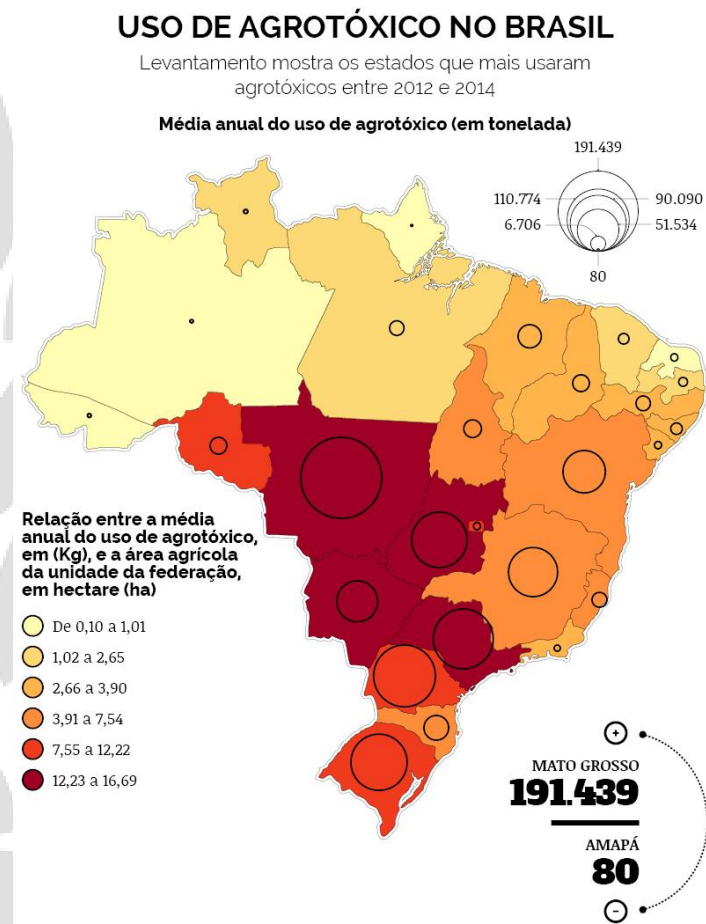 USO DE AGROTÓXICO NO BRASIL
Levantamento mostra os estados que mais usaram
agrotóxicos entre 2012 e 2014
Média anual do uso de agrotóxico (em tonelada)
191.439
110.774
90.090
6.706
51.534
80
Relação entre a média
anual do uso de agrotóxico,
em (Kg), e a área agrícola
da unidade da federação,
em hectare (ha)
De 0,10 a 1,01
1,02 a 2,65
2,66 a 3,90
3,91 a 7,54
7,55 a 12,22
12,23 a 16,69
+
MATO GROSSO
191.439
AMAPÁ
80
-